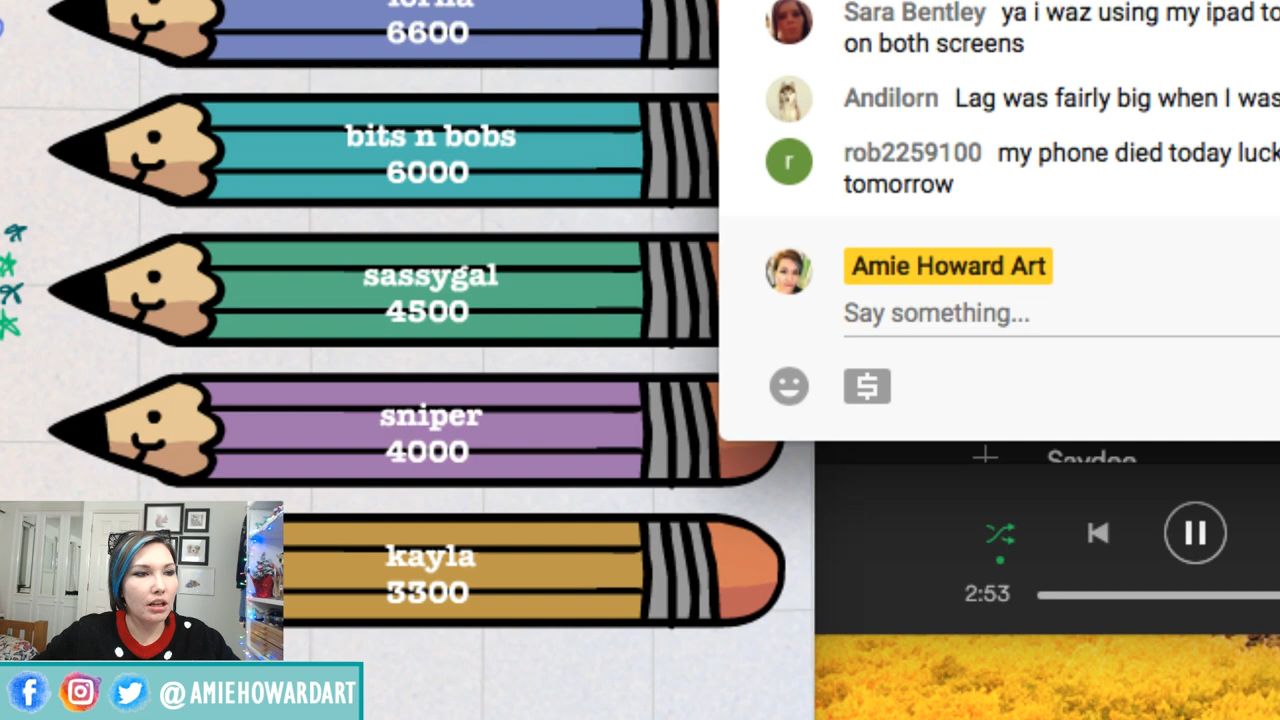 6600
bits n bobs
6000
sassygal
4500
sniper
4000
kayla
3300
Sara Bentley ya i waz using my ipad to
on both screens
Andilorn Lag was fairly big when I was
r
rob2259100 my phone died today luck
tomorrow
Amie Howard Art
Say something...
2:53
@AMIEHOWARDART